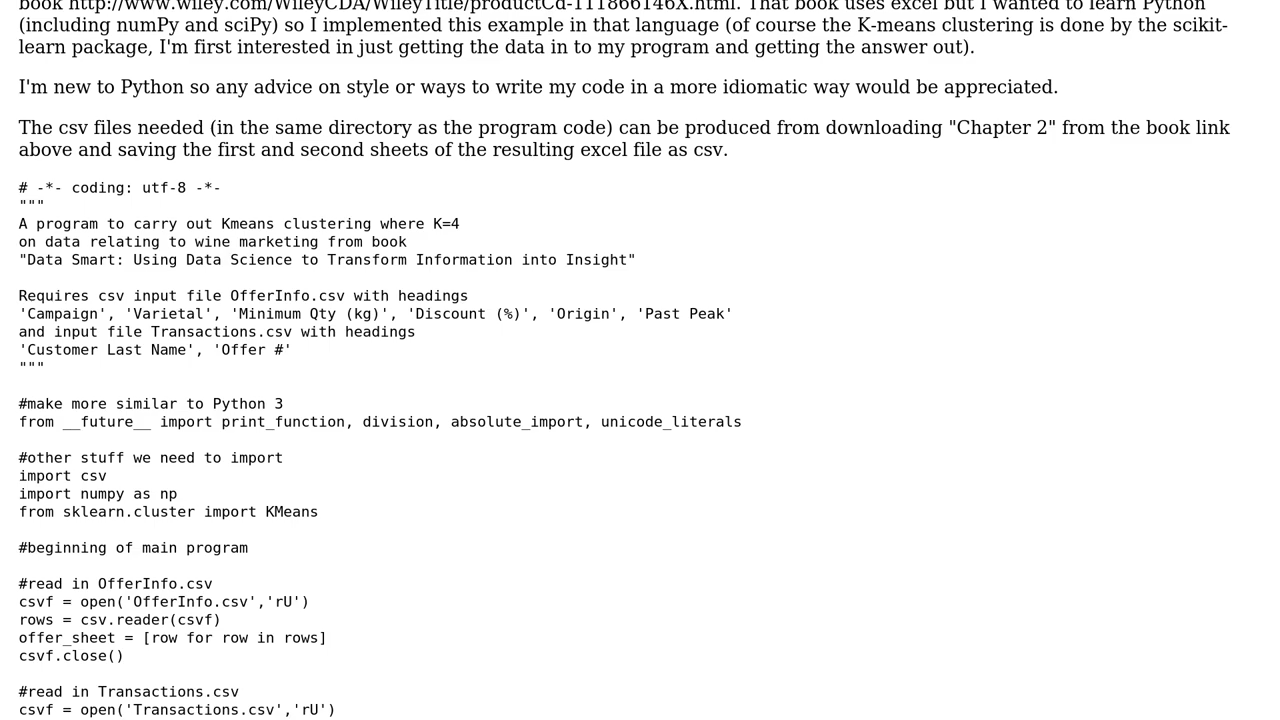 book http://www.wiley.com/WileyCDA/WileyTitle/productCd-111866146X.html. That book uses excel but I wanted to learn Python
(including numPy and sciPy) so I implemented this example in that language (of course the K-means clustering is done by the scikit-
learn package, I'm first interested in just getting the data in to my program and getting the answer out).
I'm new to Python so any advice on style or ways to write my code in a more idiomatic way would be appreciated.
The csv files needed (in the same directory as the program code) can be produced from downloading "Chapter 2" from the book link
above and saving the first and second sheets of the resulting excel file as csv.
# -*- coding: utf-8 -*-
"""
A program to carry out Kmeans clustering where K=4
on data relating to wine marketing from book
"Data Smart: Using Data Science to Transform Information into Insight"
Requires csv input file OfferInfo.csv with headings
'Campaign', 'Varietal', 'Minimum Qty (kg)', 'Discount (%)', 'Origin', 'Past Peak'
and input file Transactions.csv with headings
'Customer Last Name', 'Offer #'
"""
#make more similar to Python 3
from __future__ import print_function, division, absolute_import, unicode_literals
#other stuff we need to import
import csv
import numpy as np
from sklearn.cluster import KMeans
#beginning of main program
#read in OfferInfo.csv
csvf = open('OfferInfo.csv','rU')
rows = csv.reader(csvf)
offer_sheet = [row for row in rows]
csvf.close()
#read in Transactions.csv
csvf = open('Transactions.csv','rU')